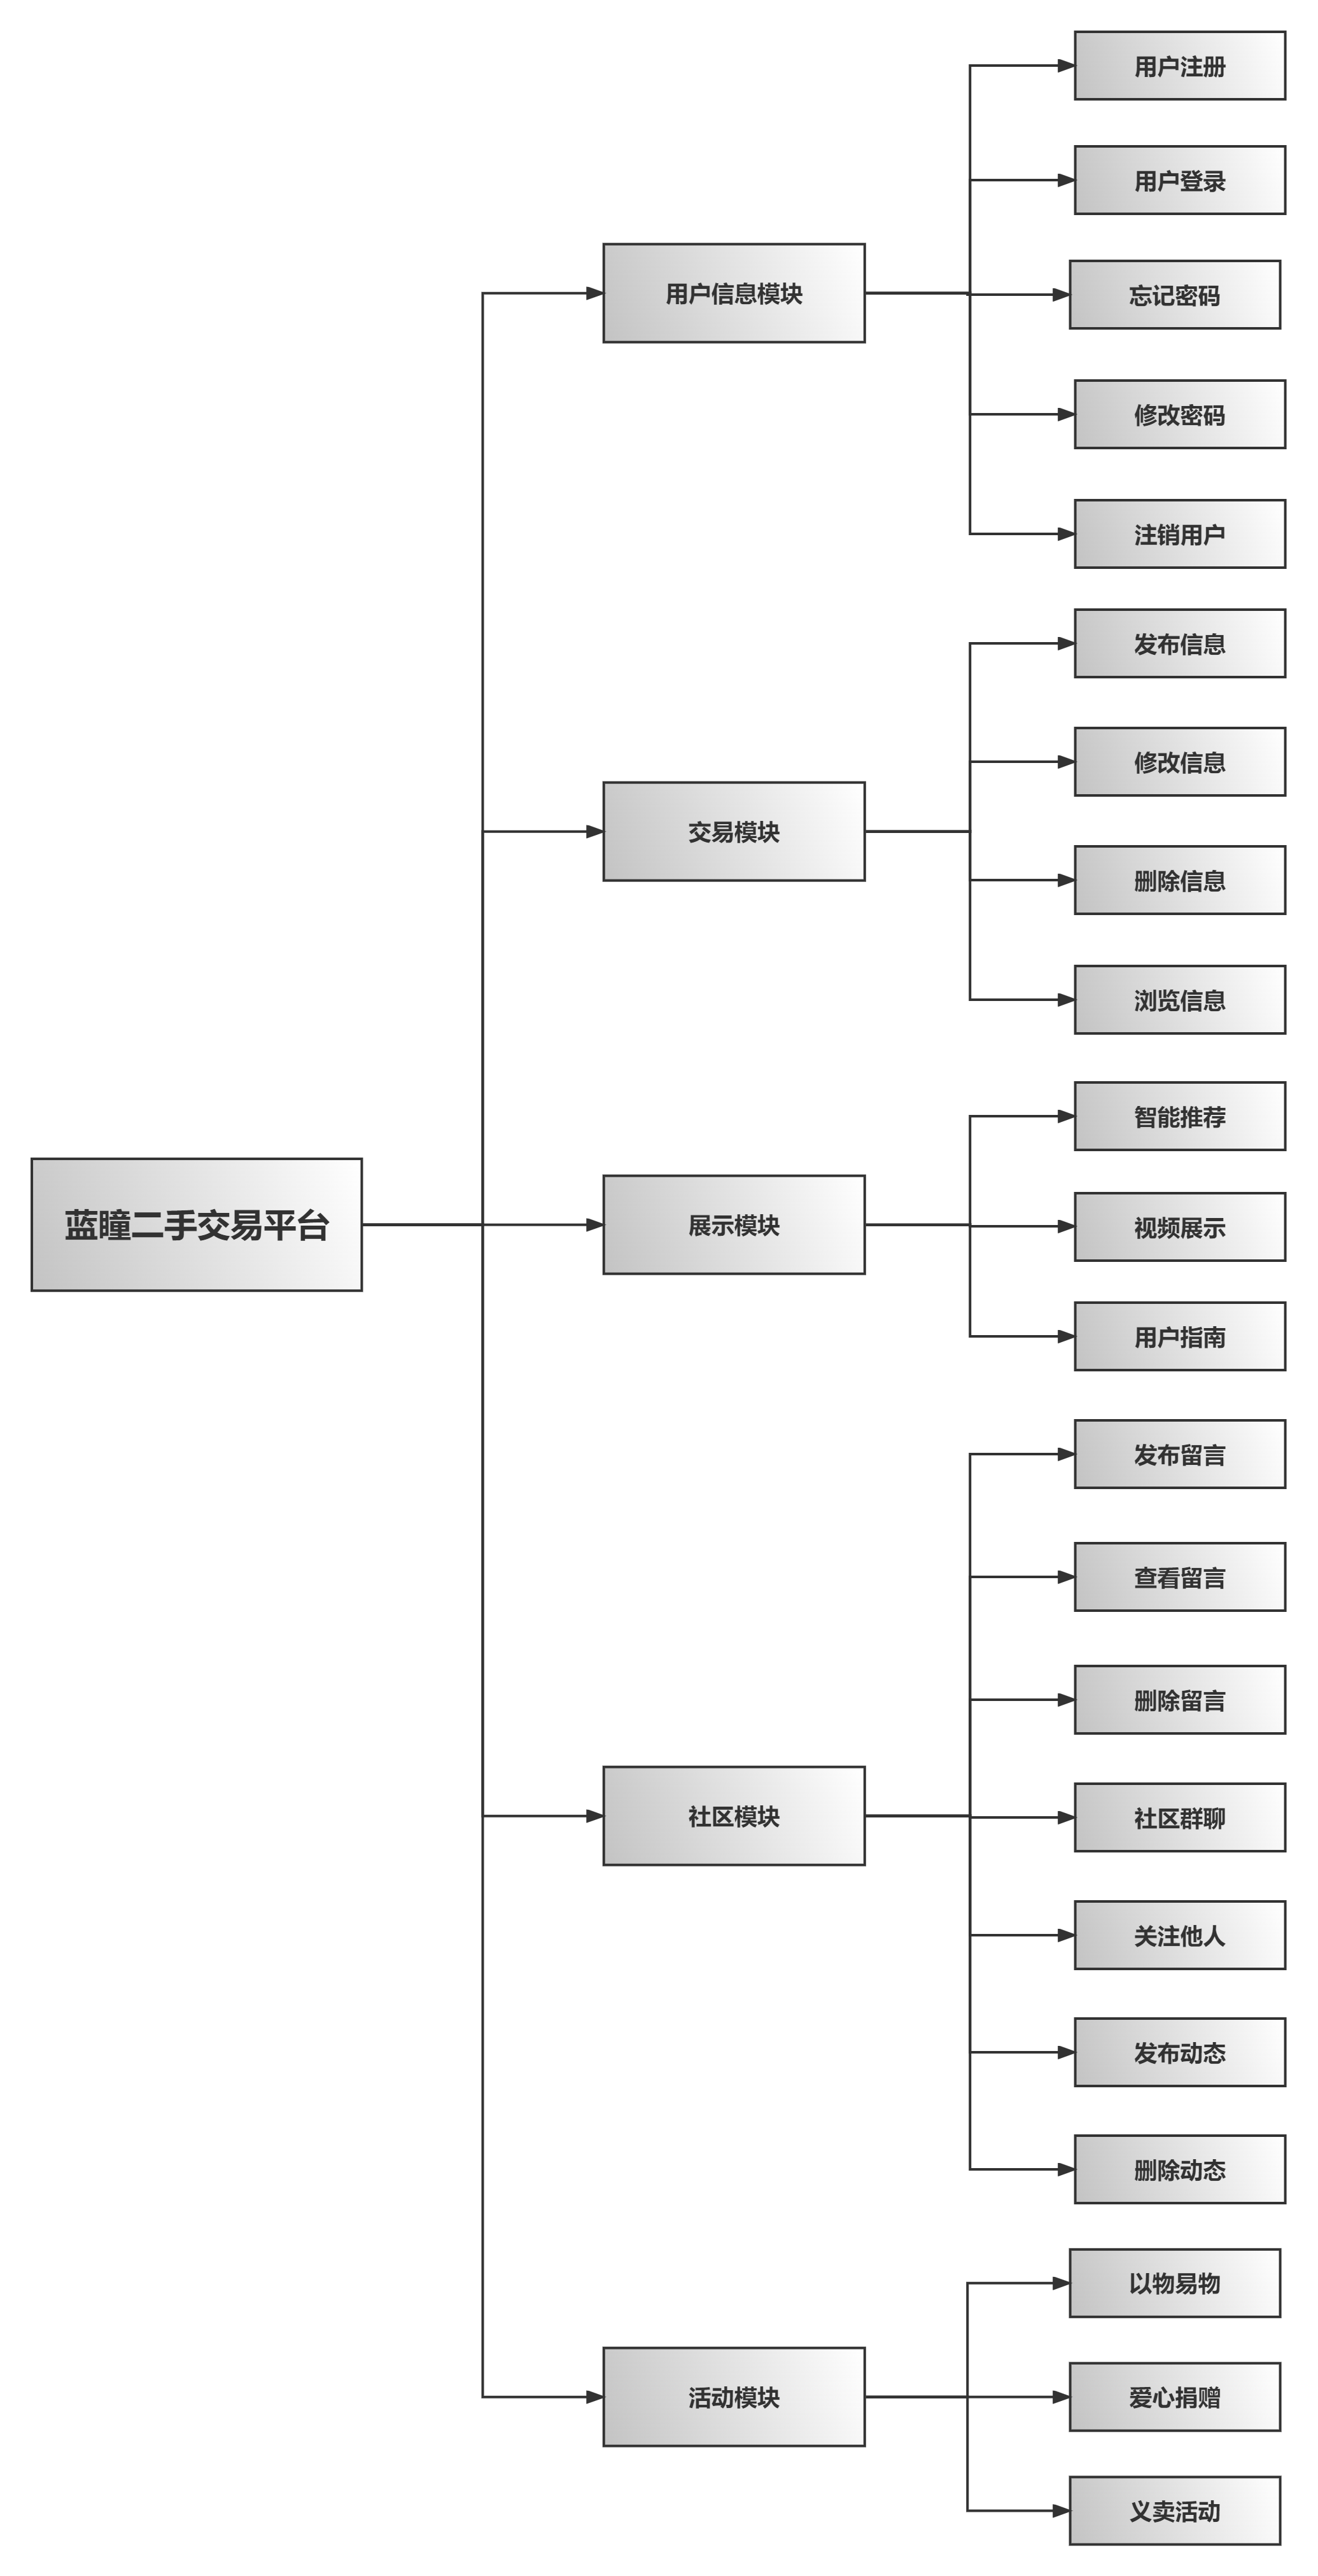 蓝瞳二手交易平台
用户信息模块
用户注册
用户登录
忘记密码
修改密码
注销用户
交易模块
发布信息
修改信息
删除信息
浏览信息
展示模块
智能推荐
视频展示
用户指南
社区模块
发布留言
查看留言
删除留言
社区群聊
关注他人
发布动态
删除动态
活动模块
以物易物
爱心捐赠
义卖活动